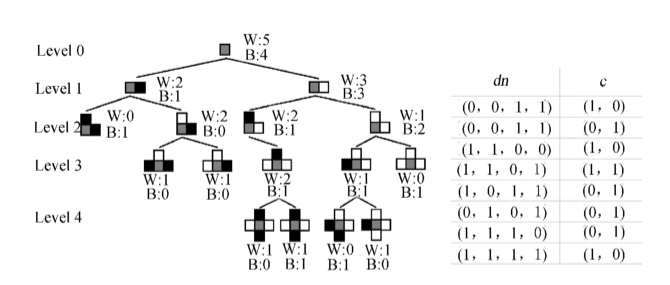 Level 0
W:5
B:4
Level 1
W:2
B:1
W:3
B:3
Level 2
W:0
B:1
W:2
B:0
W:2
B:1
W:1
B:2
Level 3
W:1
B:0
W:1
B:0
W:2
B:1
W:1
B:1
W:0
B:1
Level 4
W:1
B:0
W:1
B:1
W:0
B:1
W:1
B:0
dn c
(0, 0, 1, 1) (1, 0)
(0, 0, 1, 1) (0, 1)
(1, 1, 0, 0) (1, 0)
(1, 1, 0, 1) (1, 1)
(1, 0, 1, 1) (0, 1)
(0, 1, 0, 1) (0, 1)
(1, 1, 1, 0) (0, 1)
(1, 1, 1, 1) (1, 0)